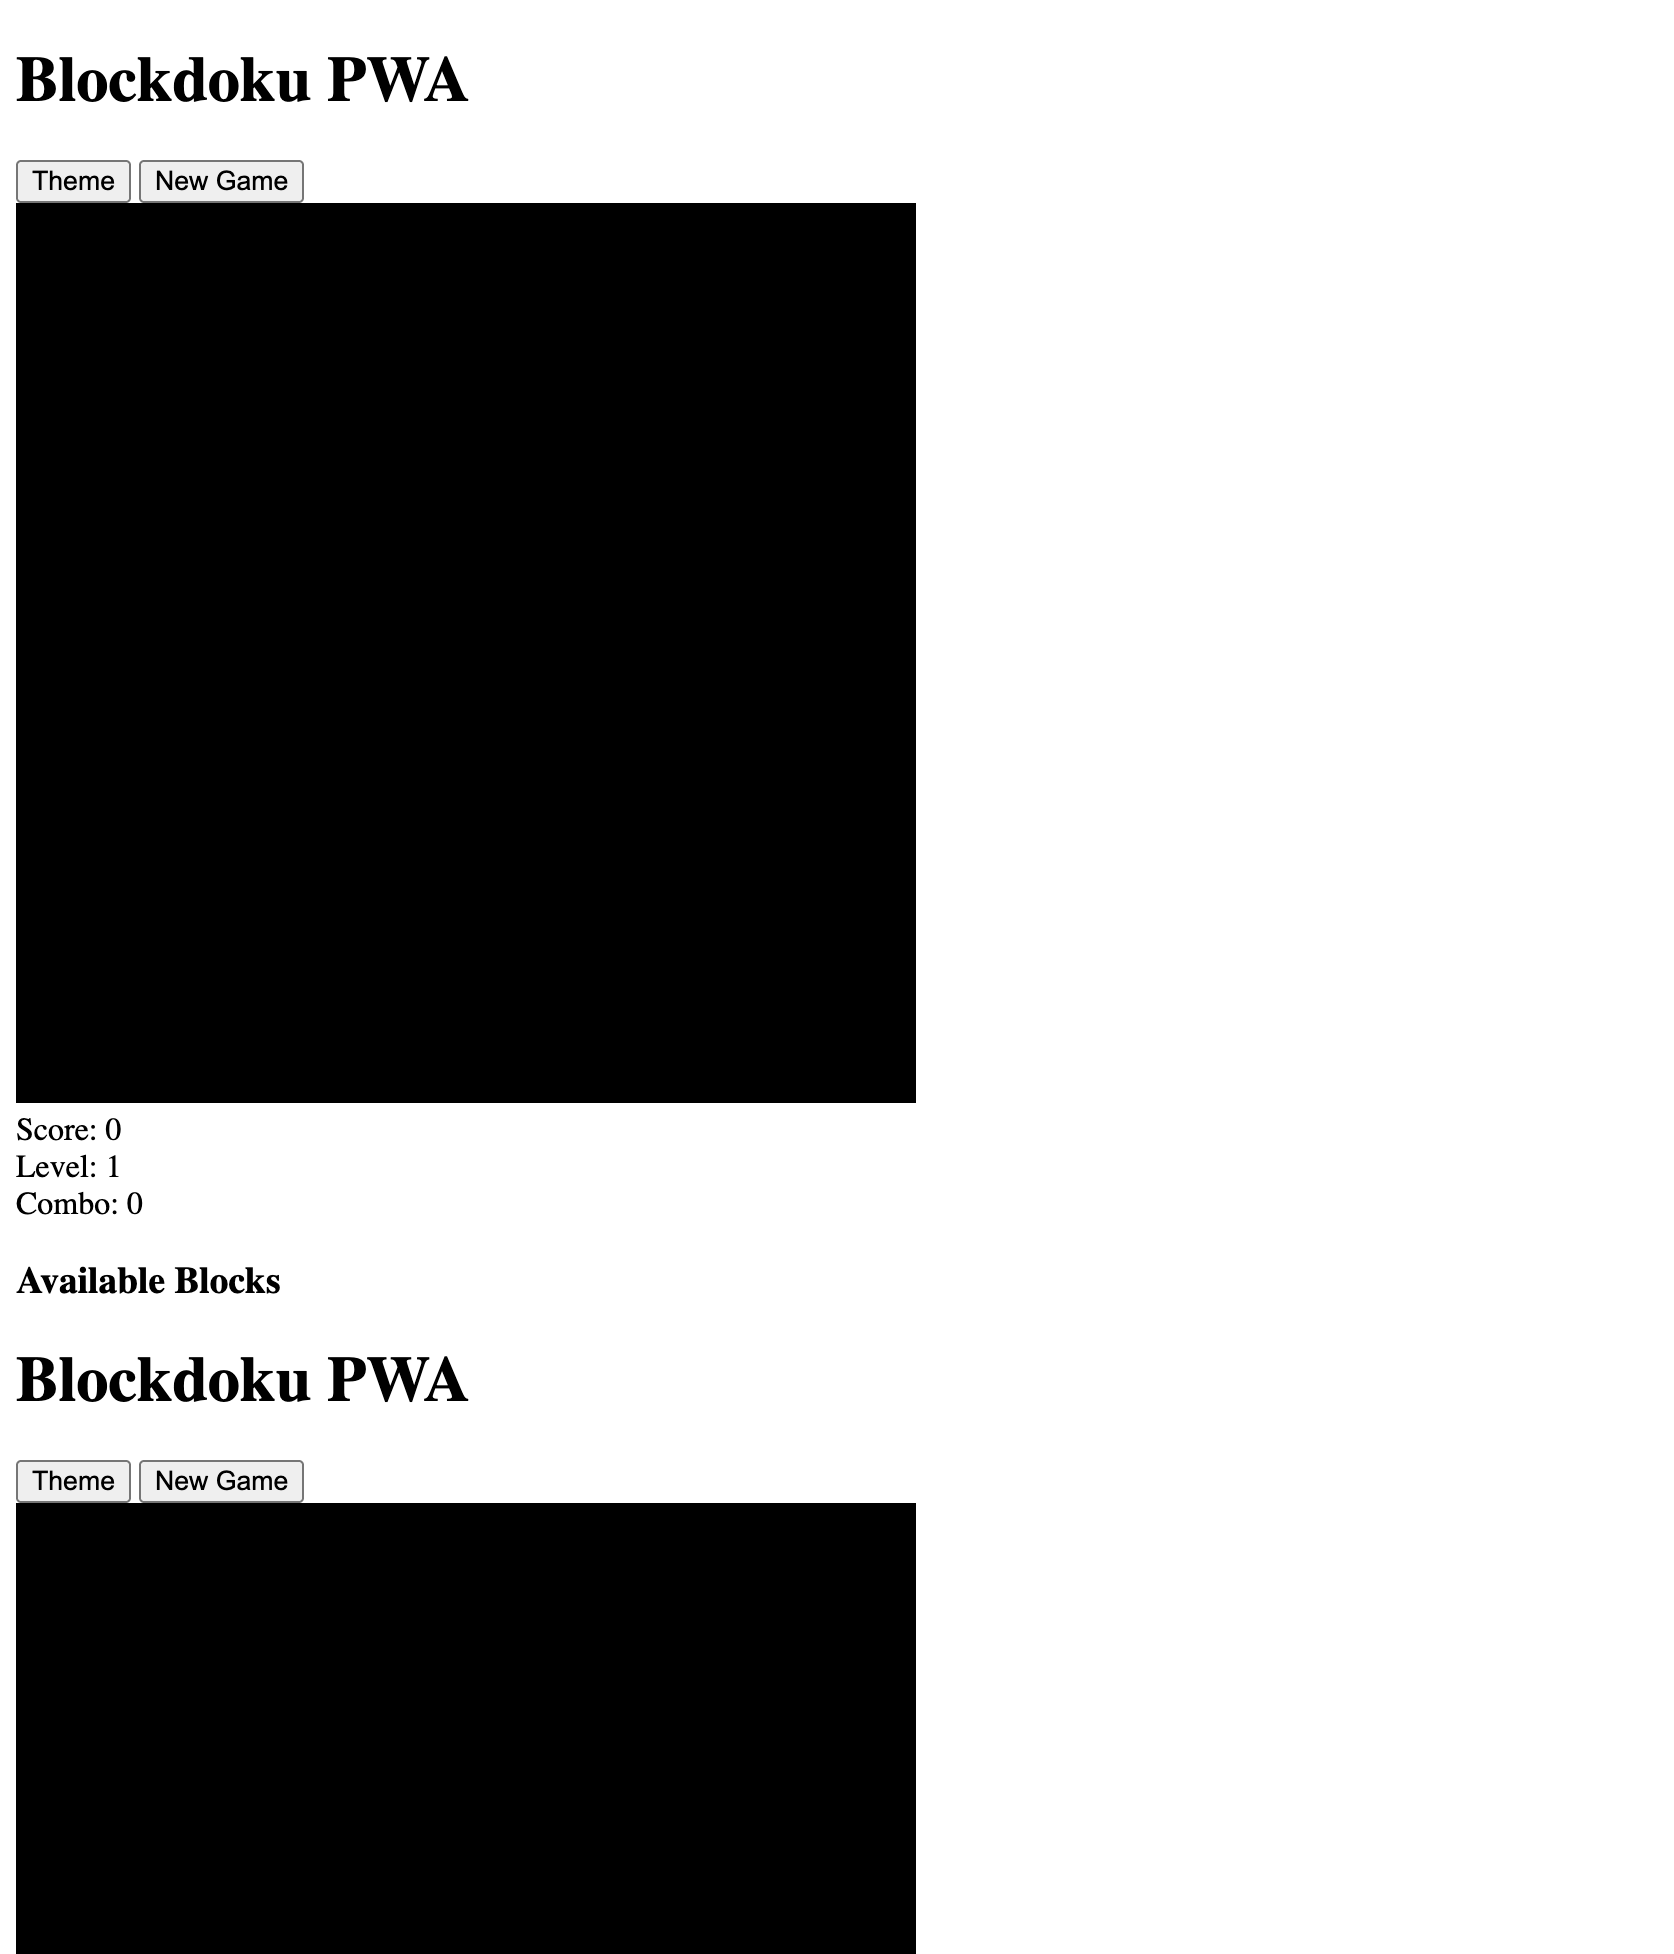 Blockdoku PWA
Theme New Game
Score: 0
Level: 1
Combo: 0
Available Blocks
Blockdoku PWA
Theme New Game